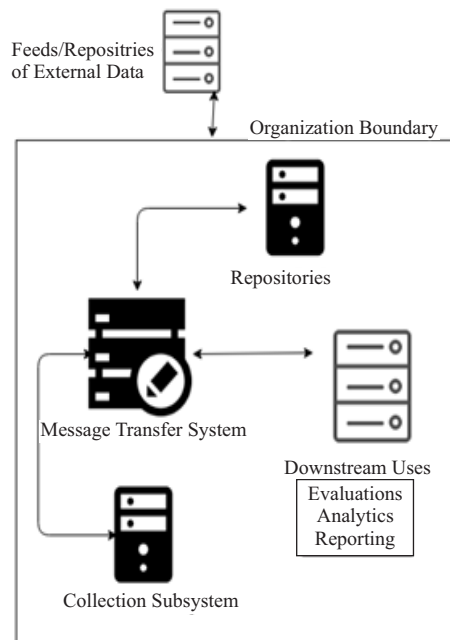 Feeds/Repositries
of External Data
Organization Boundary
Repositories
Message Transfer System
Downstream Uses
Evaluations
Analytics
Reporting
Collection Subsystem